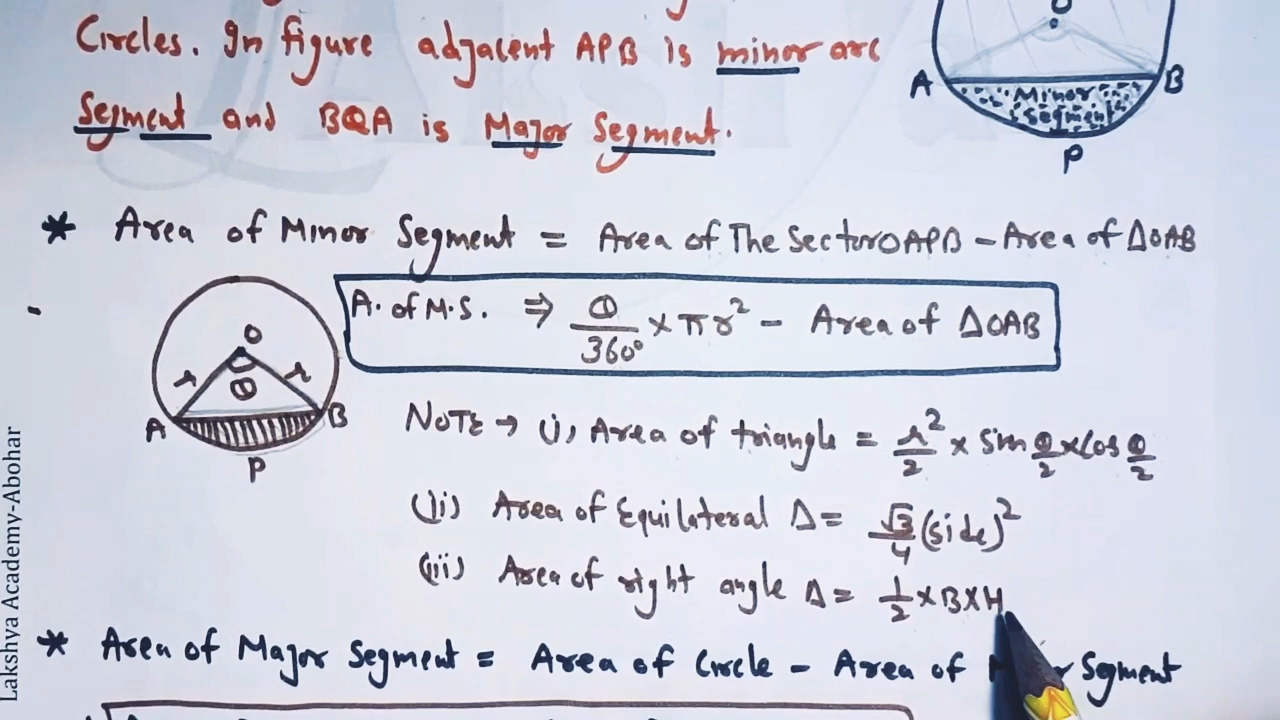 Circles. In figure adjacent APB is minor arc
Segment and BQA is Major Segment.
O
A
B
Minor
Segment
P
* Area of Minor Segment = Area of The Sector OAPB - Area of ΔOAB
A. of M.S. ⇒ θ/360° × πr² - Area of ΔOAB
O
r
r
θ
A
B
P
NOTE → (i) Area of triangle = r²/2 × Sin θ/2 × Cos θ/2
(ii) Area of Equilateral Δ = √3/4 (side)²
(iii) Area of right angle Δ = 1/2 × B × H
* Area of Major Segment = Area of Circle - Area of Segment
Lakshya Academy-Abohar